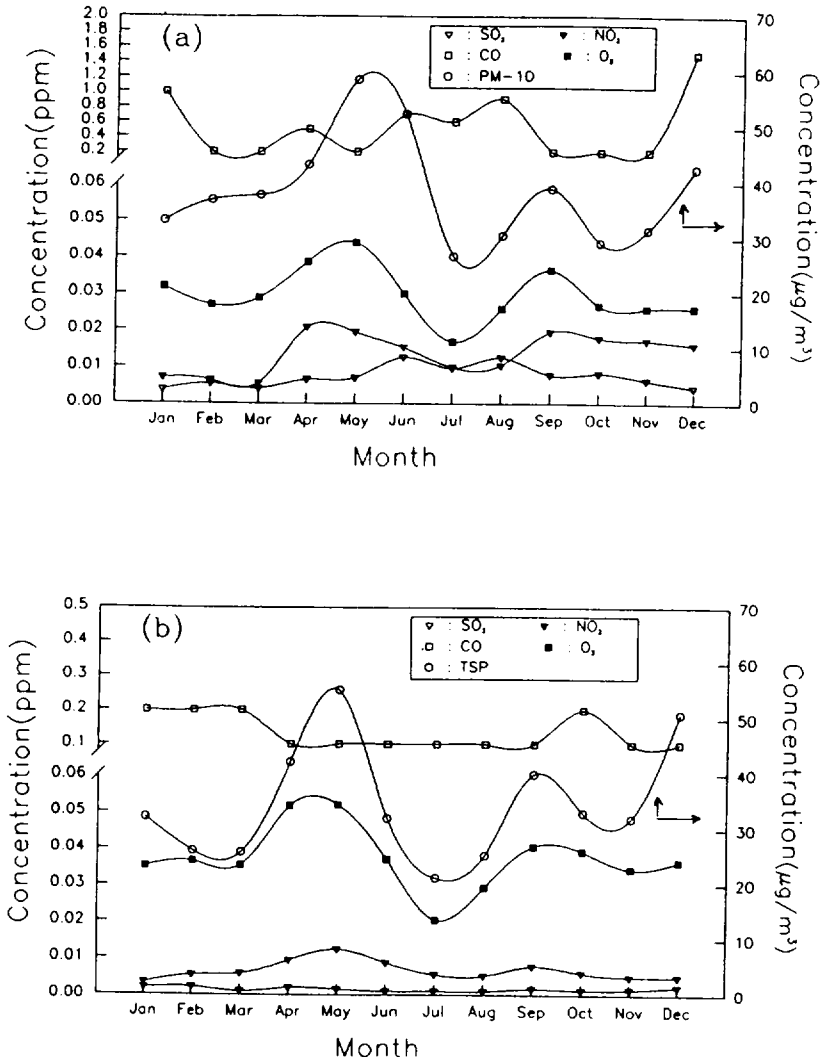 (a)
▽ : SO₂ ▼ : NO₂
□ : CO ■ : O₃
○ : PM-10
Concentration(ppm)
2.0
1.8
1.6
1.4
1.2
1.0
0.8
0.6
0.4
0.2
0.06
0.05
0.04
0.03
0.02
0.01
0.00
70
60
50
40
30
20
10
0
Concentration(μg/m³)
Jan Feb Mar Apr May Jun Jul Aug Sep Oct Nov Dec
Month
(b)
▽ : SO₂ ▼ : NO₂
□ : CO ■ : O₃
○ : TSP
Concentration(ppm)
0.5
0.4
0.3
0.2
0.1
0.06
0.05
0.04
0.03
0.02
0.01
0.00
70
60
50
40
30
20
10
0
Concentration(μg/m³)
Jan Feb Mar Apr May Jun Jul Aug Sep Oct Nov Dec
Month